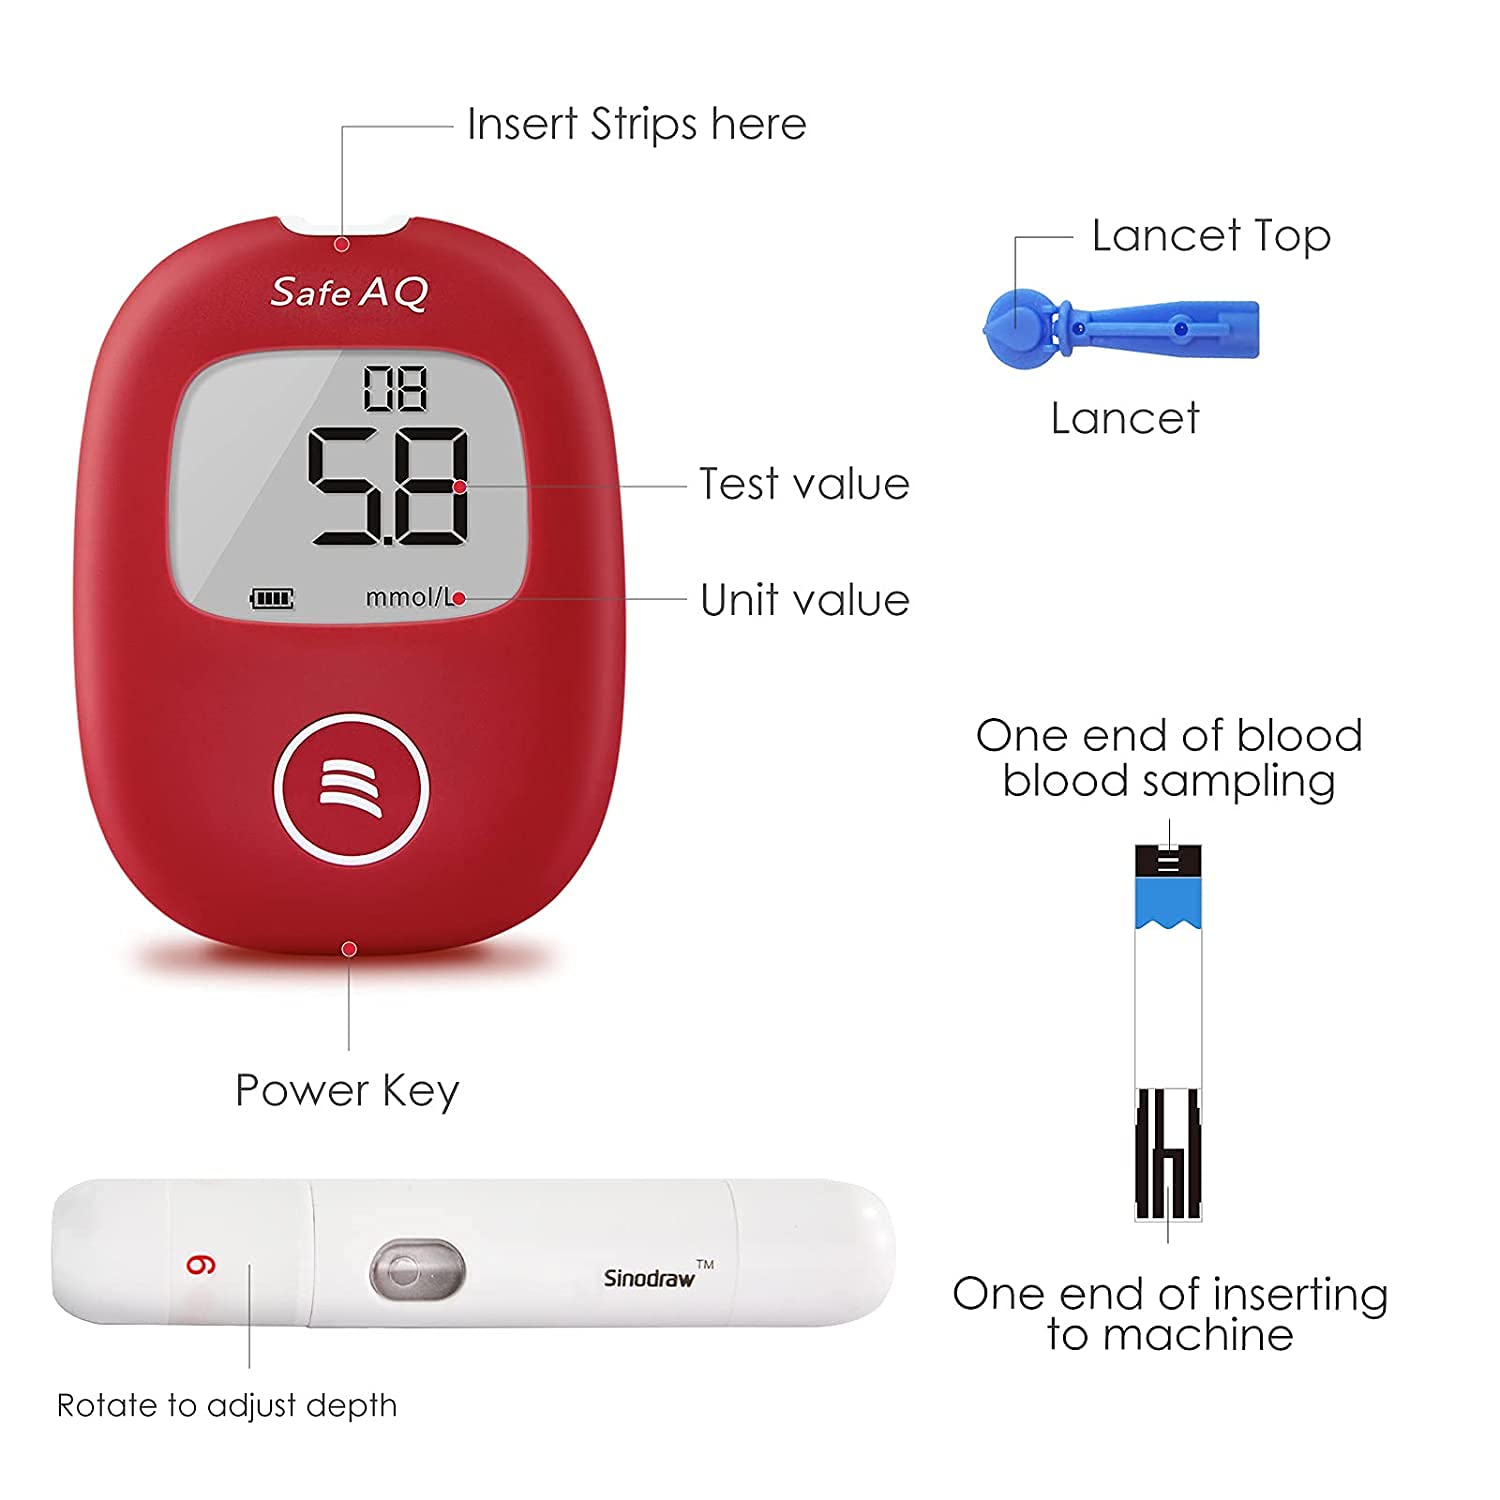 Insert Strips here
Safe AQ
08
5.8
mmol/L
Test value
Unit value
Power Key
Lancet Top
Lancet
One end of blood
blood sampling
One end of inserting
to machine
6
Sinodraw™
Rotate to adjust depth